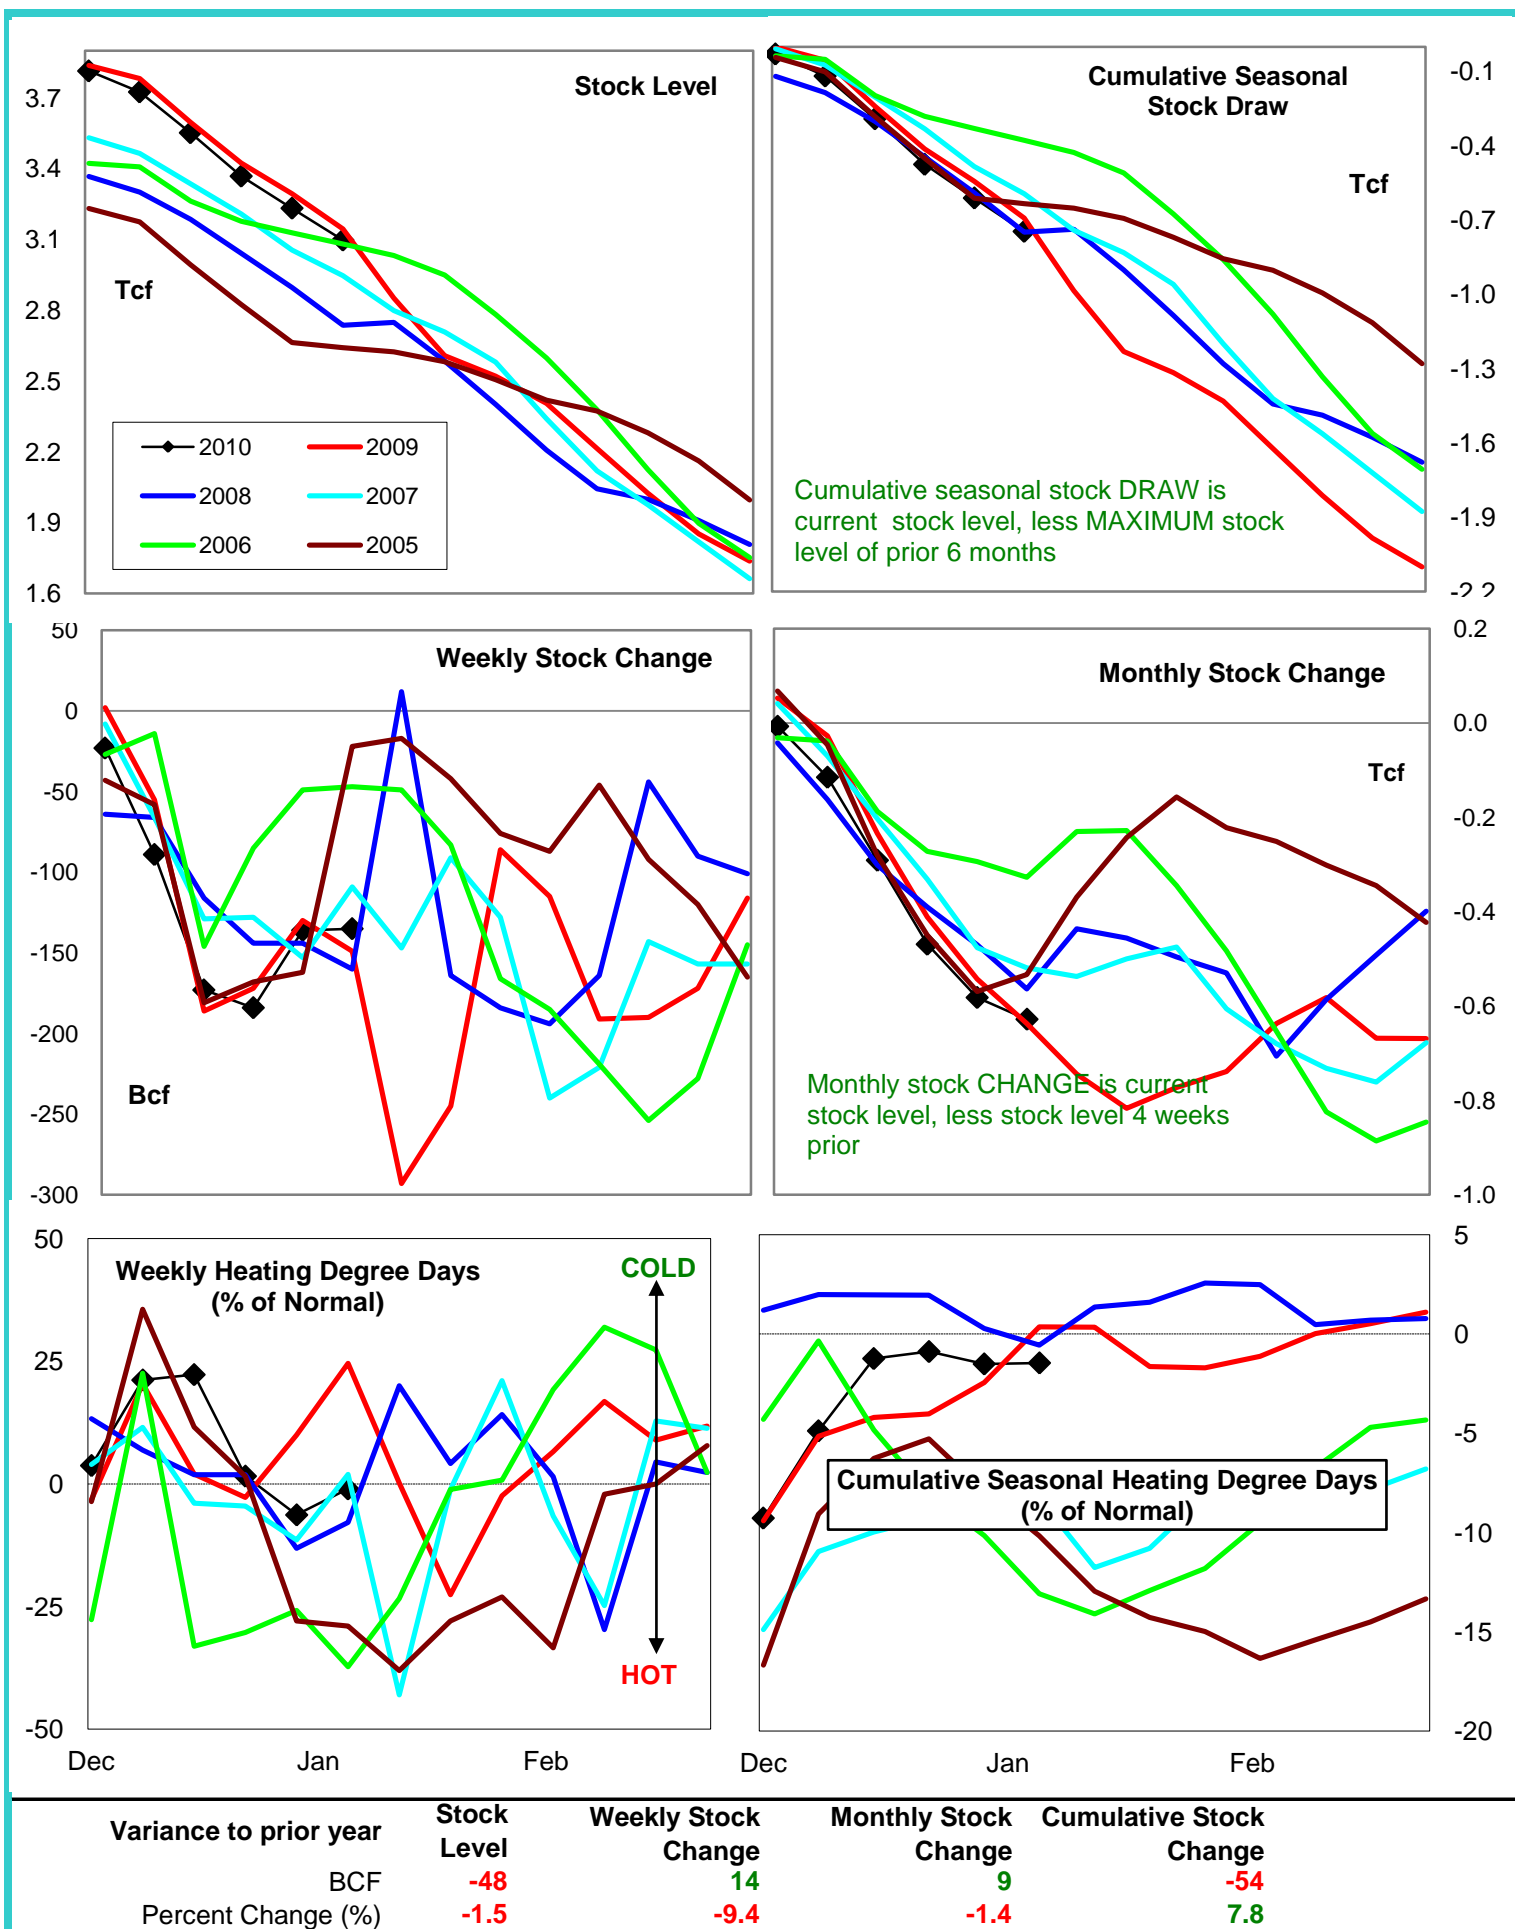 Stock Level
3.7
3.4
3.1
2.8
2.5
2.2
1.9
1.6
Tcf
2010 2009
2008 2007
2006 2005
Cumulative Seasonal
Stock Draw
Tcf
-0.1
-0.4
-0.7
-1.0
-1.3
-1.6
-1.9
-2.2
Cumulative seasonal stock DRAW is
current stock level, less MAXIMUM stock
level of prior 6 months
Weekly Stock Change
50
0
-50
-100
-150
-200
-250
-300
Bcf
Monthly Stock Change
Tcf
0.2
0.0
-0.2
-0.4
-0.6
-0.8
-1.0
Monthly stock CHANGE is current
stock level, less stock level 4 weeks
prior
Weekly Heating Degree Days
(% of Normal)
COLD
HOT
50
25
0
-25
-50
Dec Jan Feb
Cumulative Seasonal Heating Degree Days
(% of Normal)
5
0
-5
-10
-15
-20
Dec Jan Feb
Variance to prior year Stock Level Weekly Stock Change Monthly Stock Change Cumulative Stock Change
BCF -48 14 9 -54
Percent Change (%) -1.5 -9.4 -1.4 7.8